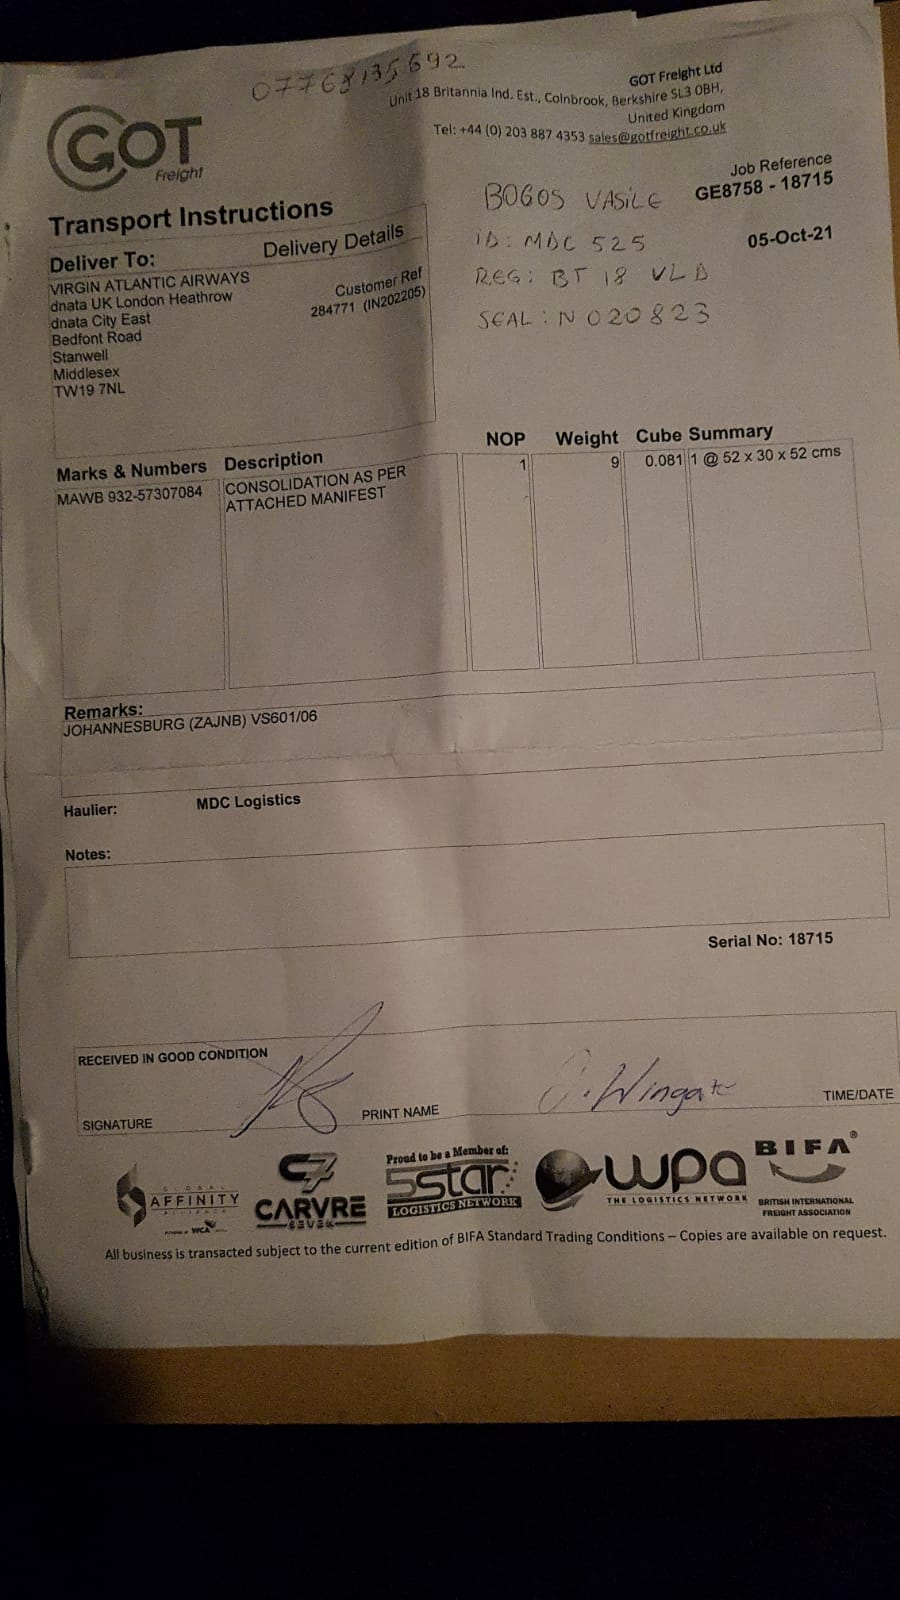 07768135692
GOT Freight Ltd
Unit 18 Britannia Ind. Est., Colnbrook, Berkshire SL3 0BH,
United Kingdom
Tel: +44 (0) 203 887 4353 sales@gotfreight.co.uk
GOT
Freight
Job Reference
GE8758 - 18715
05-Oct-21
BOGOS VASILE
ID: MDC 525
REG: BT 18 VLD
SEAL: N020823
Transport Instructions
Deliver To:
Delivery Details
VIRGIN ATLANTIC AIRWAYS
dnata UK London Heathrow
dnata City East
Bedfont Road
Stanwell
Middlesex
TW19 7NL
Customer Ref
284771 (IN202205)
Marks & Numbers Description NOP Weight Cube Summary
MAWB 932-57307084 CONSOLIDATION AS PER 1 9 0.081 1 @ 52 x 30 x 52 cms
ATTACHED MANIFEST
Remarks:
JOHANNESBURG (ZAJNB) VS601/06
Haulier: MDC Logistics
Notes:
Serial No: 18715
RECEIVED IN GOOD CONDITION
SIGNATURE PRINT NAME C. Wingate TIME/DATE
GLOBAL
AFFINITY
ALLIANCE
WCA
C7
CARVRE
SEVEN
Proud to be a Member of:
5star
LOGISTICS NETWORK
wpa
THE LOGISTICS NETWORK
BIFA®
BRITISH INTERNATIONAL
FREIGHT ASSOCIATION
All business is transacted subject to the current edition of BIFA Standard Trading Conditions – Copies are available on request.